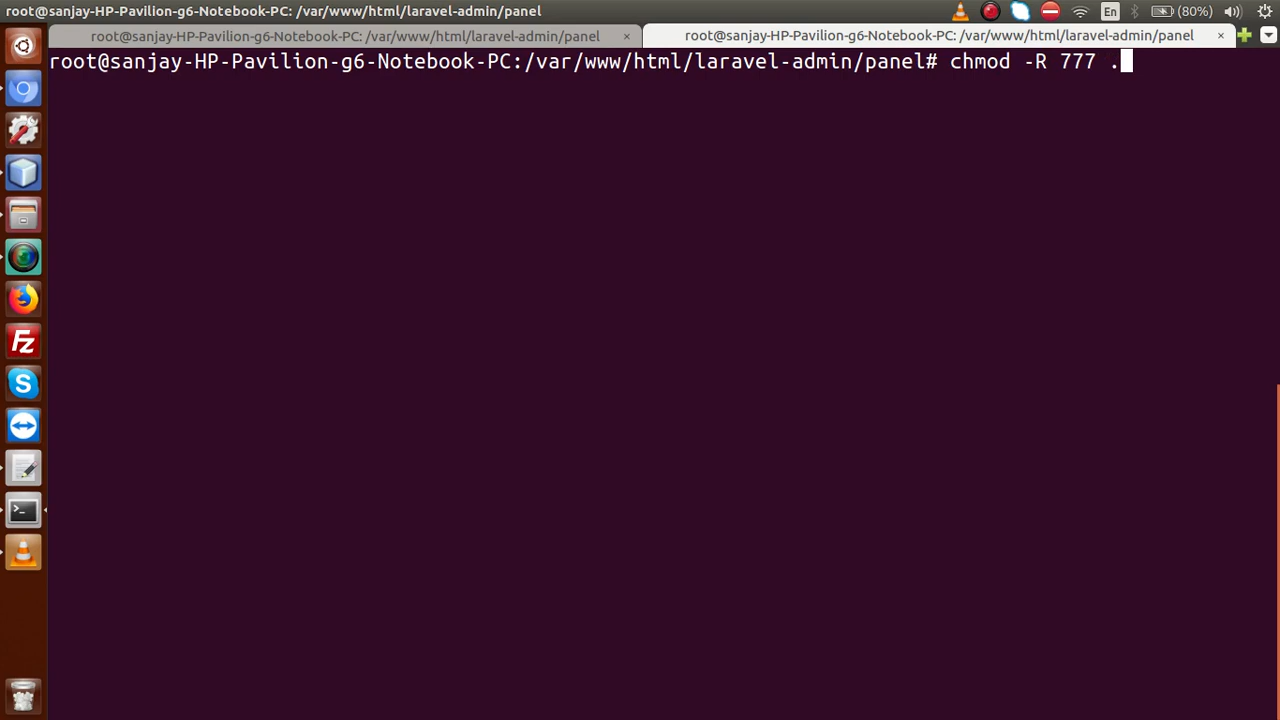 root@sanjay-HP-Pavilion-g6-Notebook-PC: /var/www/html/laravel-admin/panel
En
(80%)
root@sanjay-HP-Pavilion-g6-Notebook-PC: /var/www/html/laravel-admin/panel ×
root@sanjay-HP-Pavilion-g6-Notebook-PC: /var/www/html/laravel-admin/panel ×
root@sanjay-HP-Pavilion-g6-Notebook-PC:/var/www/html/laravel-admin/panel# chmod -R 777 .
Fz
S